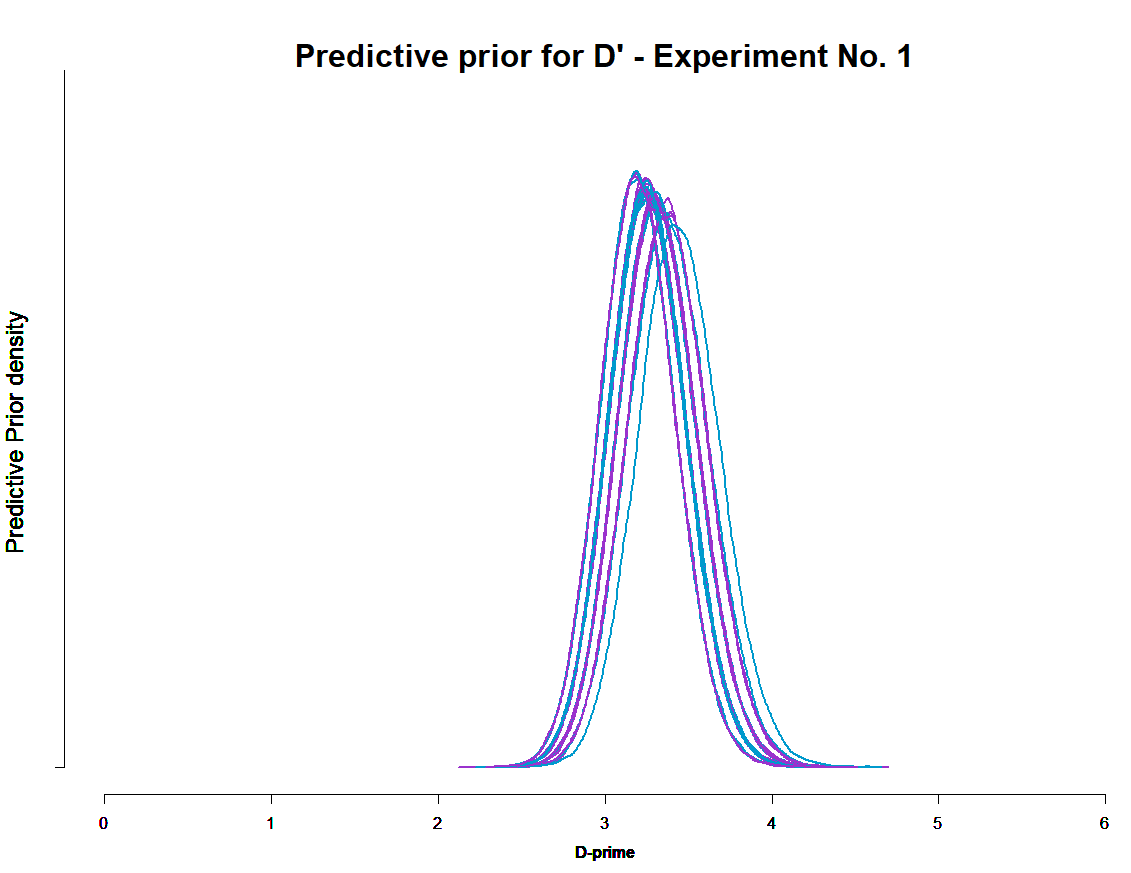 Predictive prior for D' - Experiment No. 1
Predictive Prior density
0 1 2 3 4 5 6
D-prime